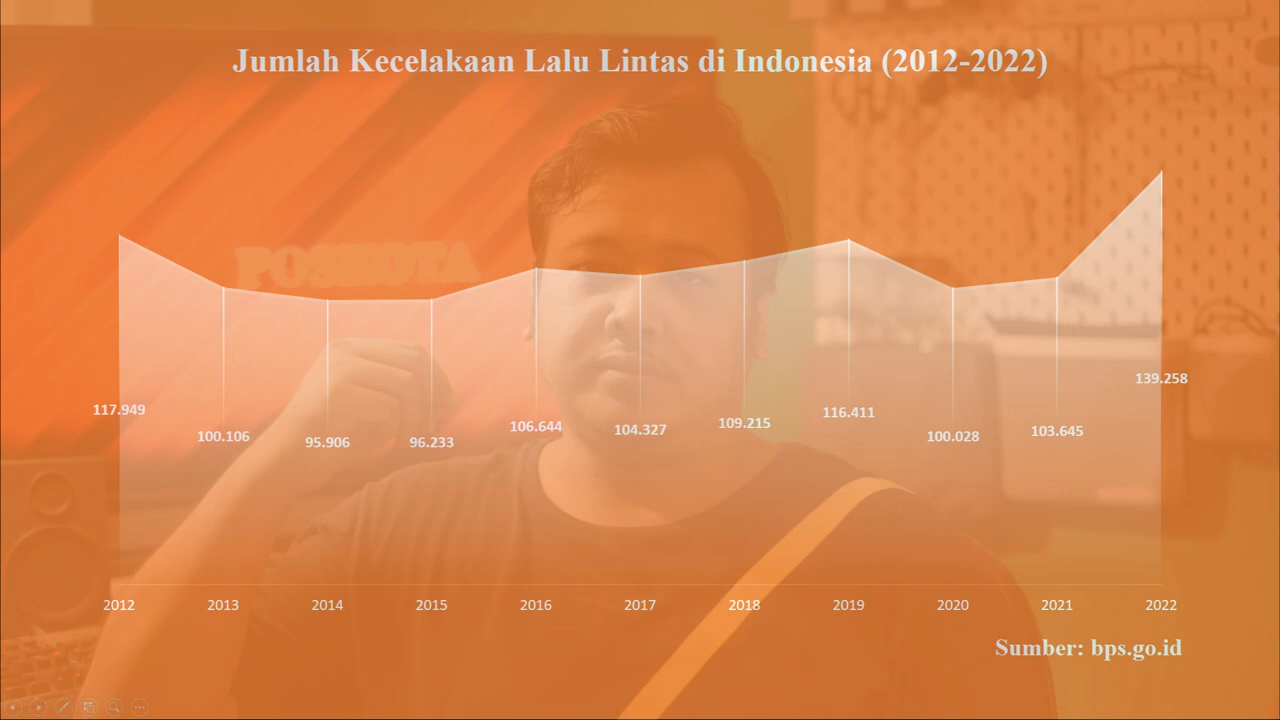 Jumlah Kecelakaan Lalu Lintas di Indonesia (2012-2022)
POSKOTA
117.949
100.106
95.906
96.233
106.644
104.327
109.215
116.411
100.028
103.645
139.258
2012 2013 2014 2015 2016 2017 2018 2019 2020 2021 2022
Sumber: bps.go.id